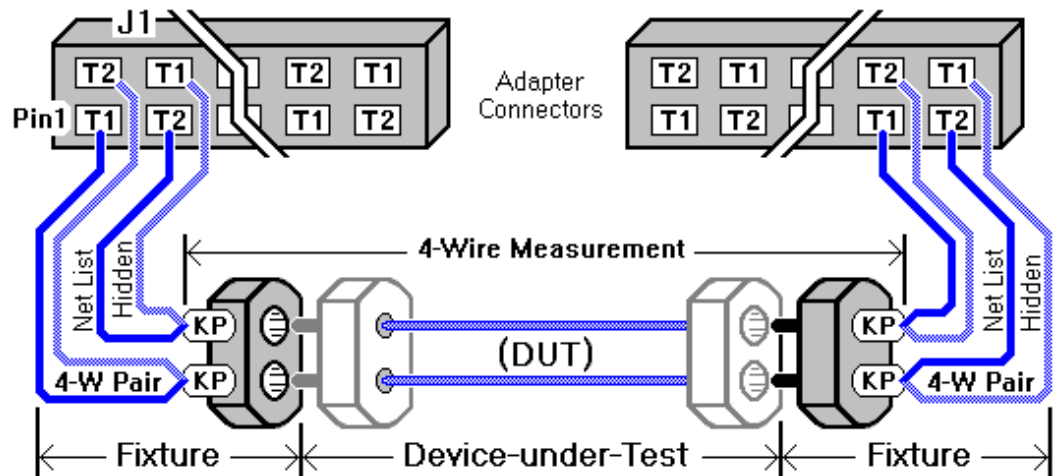 J1
T2 T1 T2 T1
Pin1 T1 T2 T1 T2
Adapter
Connectors
T2 T1 T2 T1
T1 T2 T1 T2
4-Wire Measurement
Net List
Hidden
KP
KP
4-W Pair
(DUT)
KP
KP
4-W Pair
Net List
Hidden
Fixture
Device-under-Test
Fixture